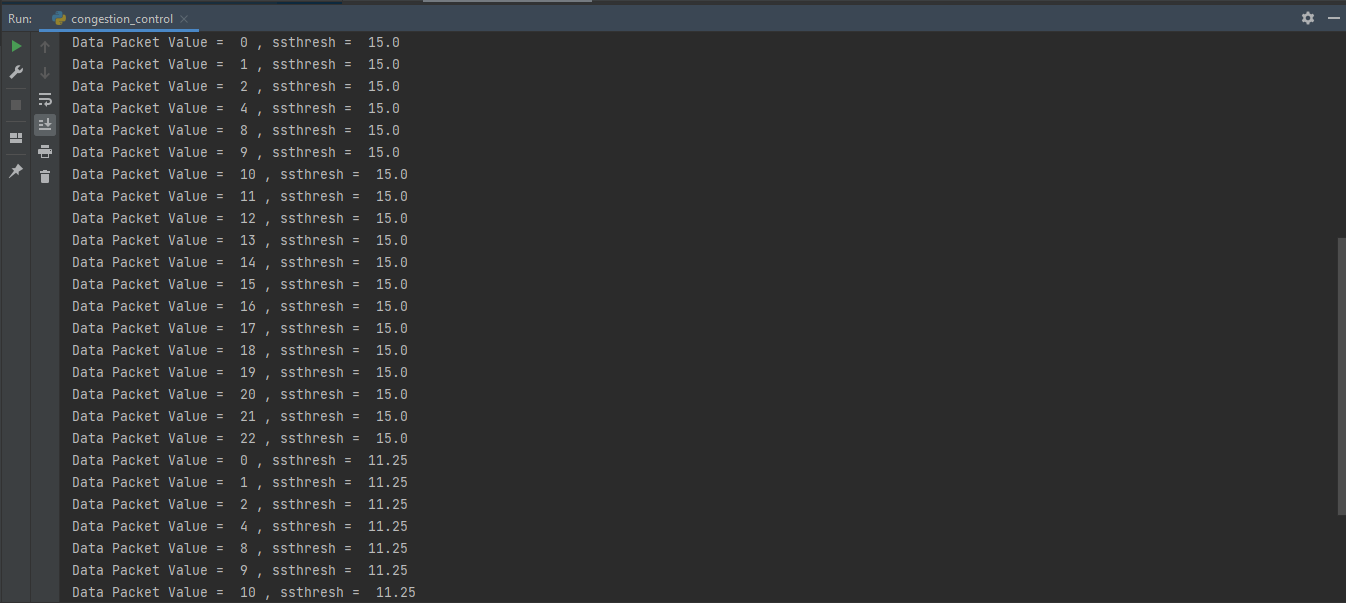 Run: congestion_control
Data Packet Value =  0 , ssthresh =  15.0
Data Packet Value =  1 , ssthresh =  15.0
Data Packet Value =  2 , ssthresh =  15.0
Data Packet Value =  4 , ssthresh =  15.0
Data Packet Value =  8 , ssthresh =  15.0
Data Packet Value =  9 , ssthresh =  15.0
Data Packet Value =  10 , ssthresh =  15.0
Data Packet Value =  11 , ssthresh =  15.0
Data Packet Value =  12 , ssthresh =  15.0
Data Packet Value =  13 , ssthresh =  15.0
Data Packet Value =  14 , ssthresh =  15.0
Data Packet Value =  15 , ssthresh =  15.0
Data Packet Value =  16 , ssthresh =  15.0
Data Packet Value =  17 , ssthresh =  15.0
Data Packet Value =  18 , ssthresh =  15.0
Data Packet Value =  19 , ssthresh =  15.0
Data Packet Value =  20 , ssthresh =  15.0
Data Packet Value =  21 , ssthresh =  15.0
Data Packet Value =  22 , ssthresh =  15.0
Data Packet Value =  0 , ssthresh =  11.25
Data Packet Value =  1 , ssthresh =  11.25
Data Packet Value =  2 , ssthresh =  11.25
Data Packet Value =  4 , ssthresh =  11.25
Data Packet Value =  8 , ssthresh =  11.25
Data Packet Value =  9 , ssthresh =  11.25
Data Packet Value =  10 , ssthresh =  11.25